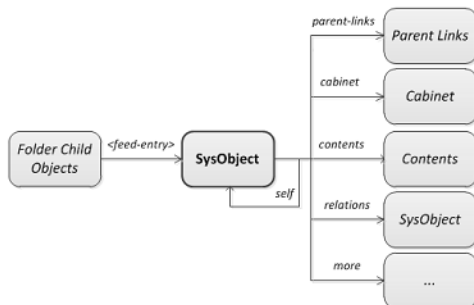 parent-links
Parent Links
cabinet
Cabinet
Folder Child
Objects
<feed-entry>
SysObject
contents
Contents
self
relations
SysObject
more
...